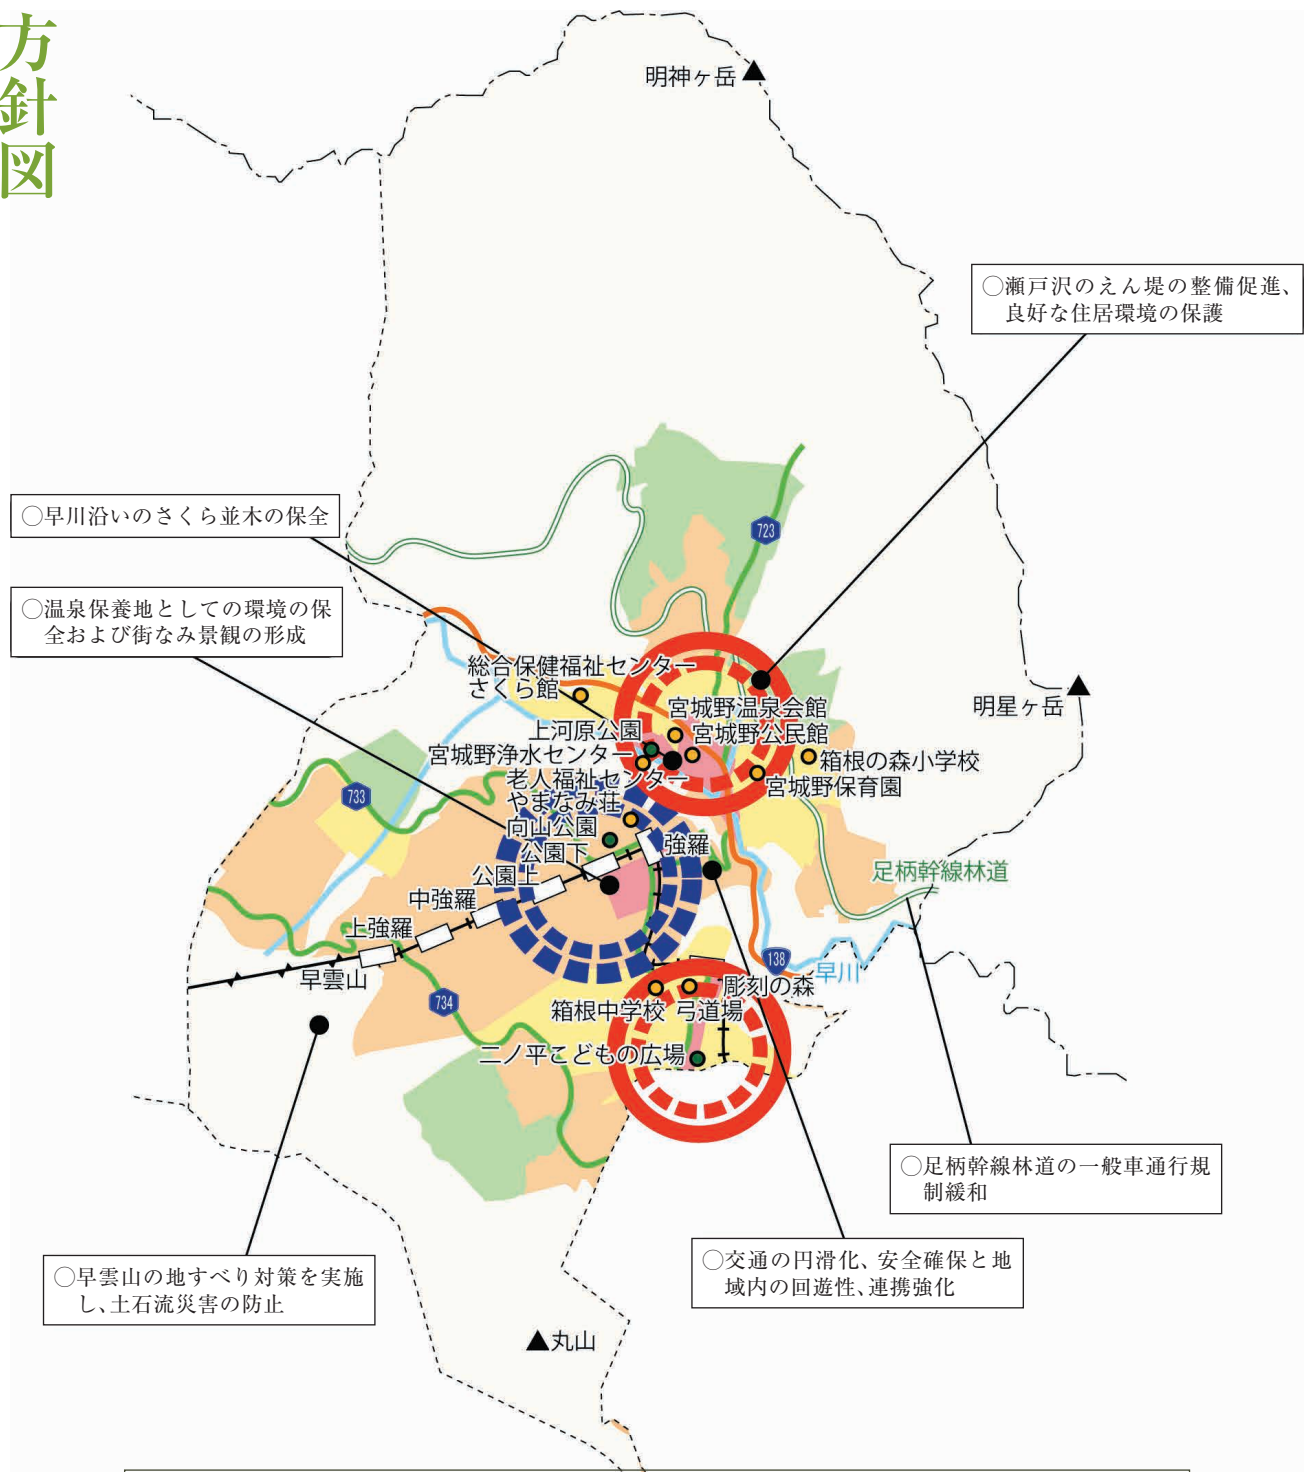 方針図
明神ヶ岳
○瀬戸沢のえん堤の整備促進、
良好な住居環境の保護
723
○早川沿いのさくら並木の保全
○温泉保養地としての環境の保
全および街なみ景観の形成
総合保健福祉センター
さくら館
明星ヶ岳
宮城野温泉会館
上河原公園
宮城野公民館
宮城野浄水センター
箱根の森小学校
老人福祉センター
やまなみ荘
宮城野保育園
733
向山公園
強羅
公園下
公園上
足柄幹線林道
中強羅
上強羅
138
早川
早雲山
734
彫刻の森
箱根中学校
弓道場
二ノ平こどもの広場
○足柄幹線林道の一般車通行規
制緩和
○交通の円滑化、安全確保と地
域内の回遊性、連携強化
○早雲山の地すべり対策を実施
し、土石流災害の防止
丸山